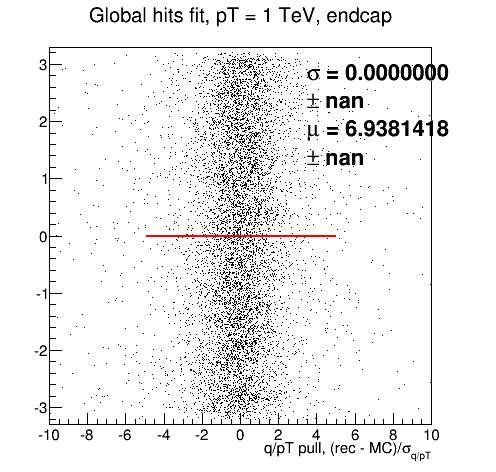 Global hits fit, pT = 1 TeV, endcap
σ = 0.0000000
± nan
μ = 6.9381418
± nan
3
2
1
0
-1
-2
-3
-10 -8 -6 -4 -2 0 2 4 6 8 10
q/pT pull, (rec - MC)/σq/pT